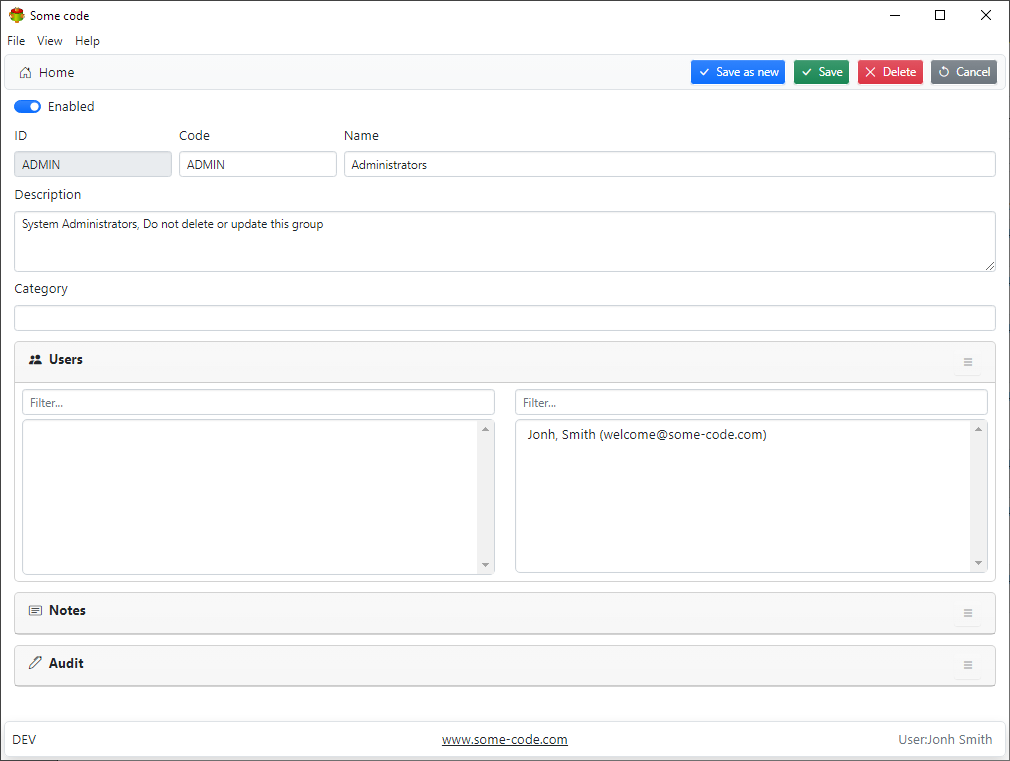 Some code
File View Help
Home Save as new Save Delete Cancel
Enabled
ID Code Name
ADMIN ADMIN Administrators
Description
System Administrators, Do not delete or update this group
Category
Users
Filter... Filter...
Jonh, Smith (welcome@some-code.com)
Notes
Audit
DEV www.some-code.com User:Jonh Smith